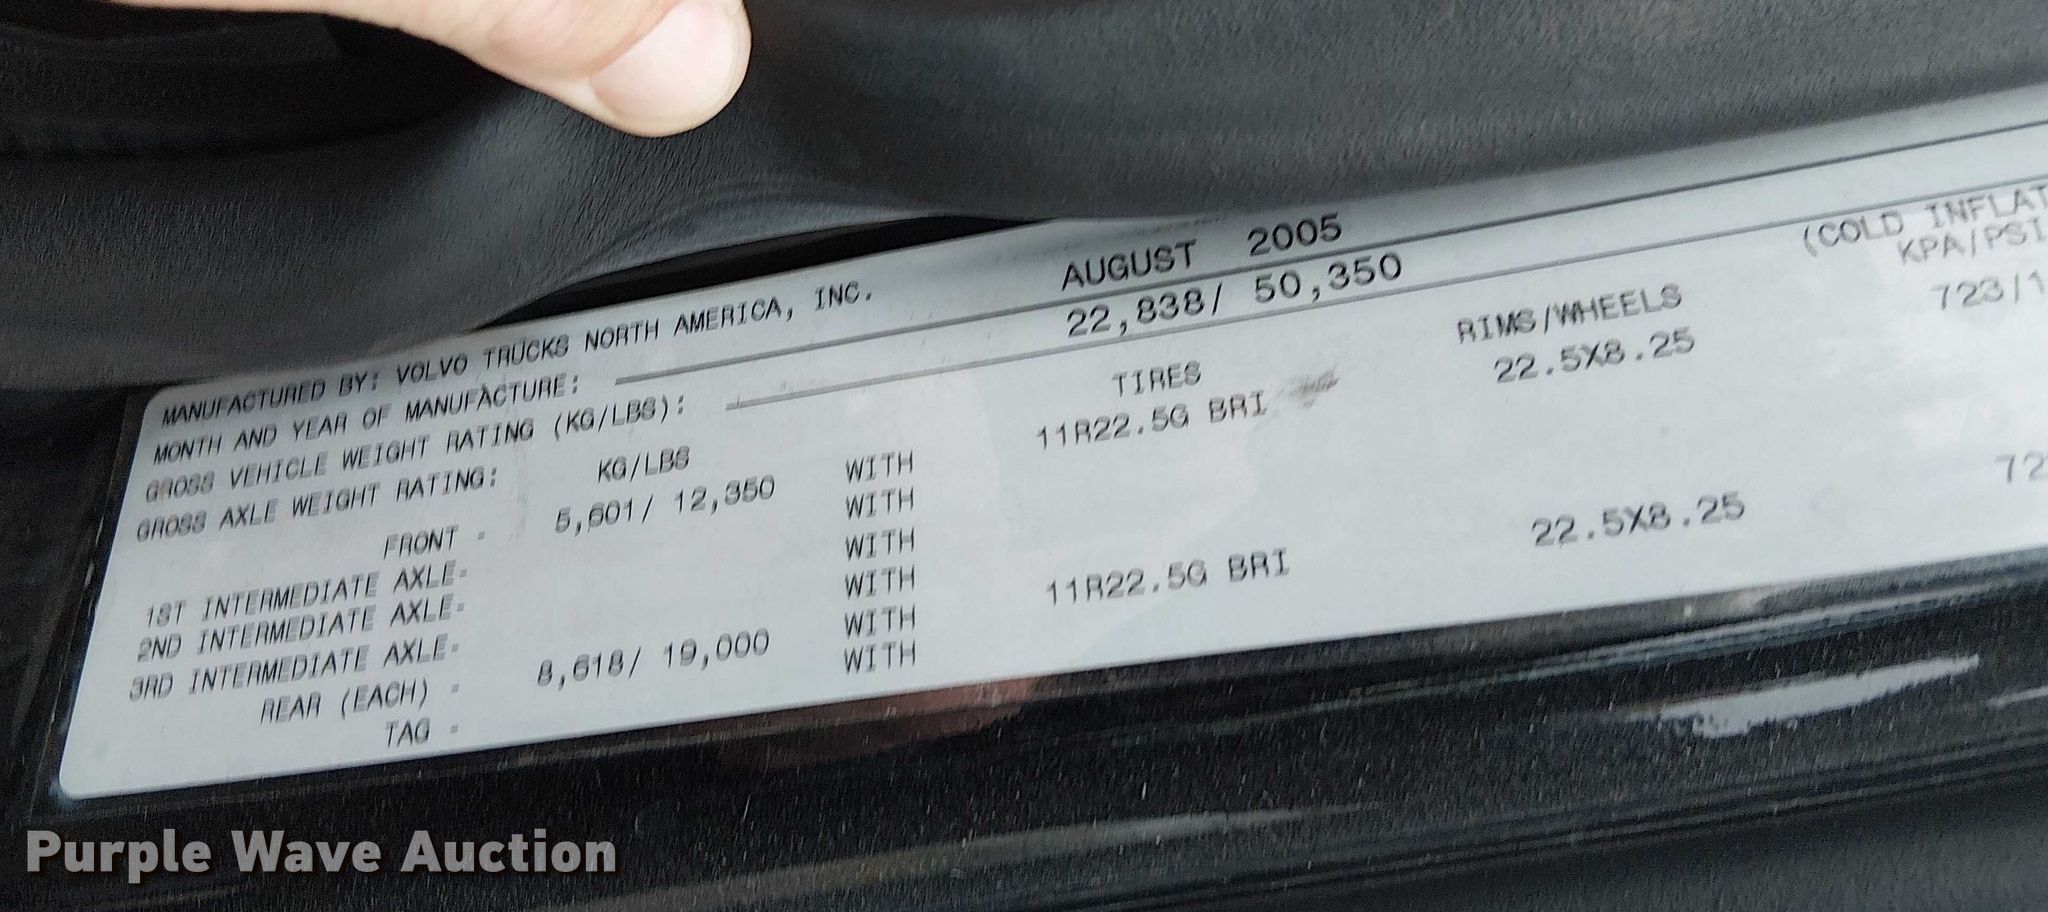 MANUFACTURED BY: VOLVO TRUCKS NORTH AMERICA, INC.
MONTH AND YEAR OF MANUFACTURE: AUGUST 2005
GROSS VEHICLE WEIGHT RATING (KG/LBS): 22,838/ 50,350
GROSS AXLE WEIGHT RATING: KG/LBS TIRES RIMS/WHEELS (COLD INFLAT
KPA/PSI
FRONT - 5,601/ 12,350 WITH 11R22.5G BRI 22.5X8.25 723/1
1ST INTERMEDIATE AXLE- WITH
2ND INTERMEDIATE AXLE- WITH
3RD INTERMEDIATE AXLE- WITH
REAR (EACH) - 8,618/ 19,000 WITH 11R22.5G BRI 22.5X8.25 72
TAG - WITH
Purple Wave Auction